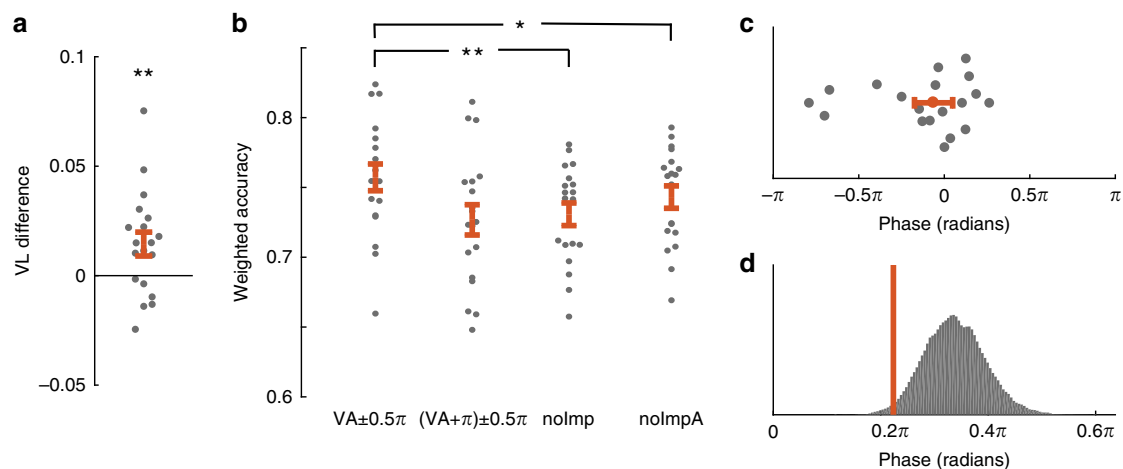 a
0.1
**
0.05
0
−0.05
VL difference
b
*
**
0.8
0.7
0.6
Weighted accuracy
VA±0.5π (VA+π)±0.5π noImp noImpA
c
−π −0.5π 0 0.5π π
Phase (radians)
d
0 0.2π 0.4π 0.6π
Phase (radians)